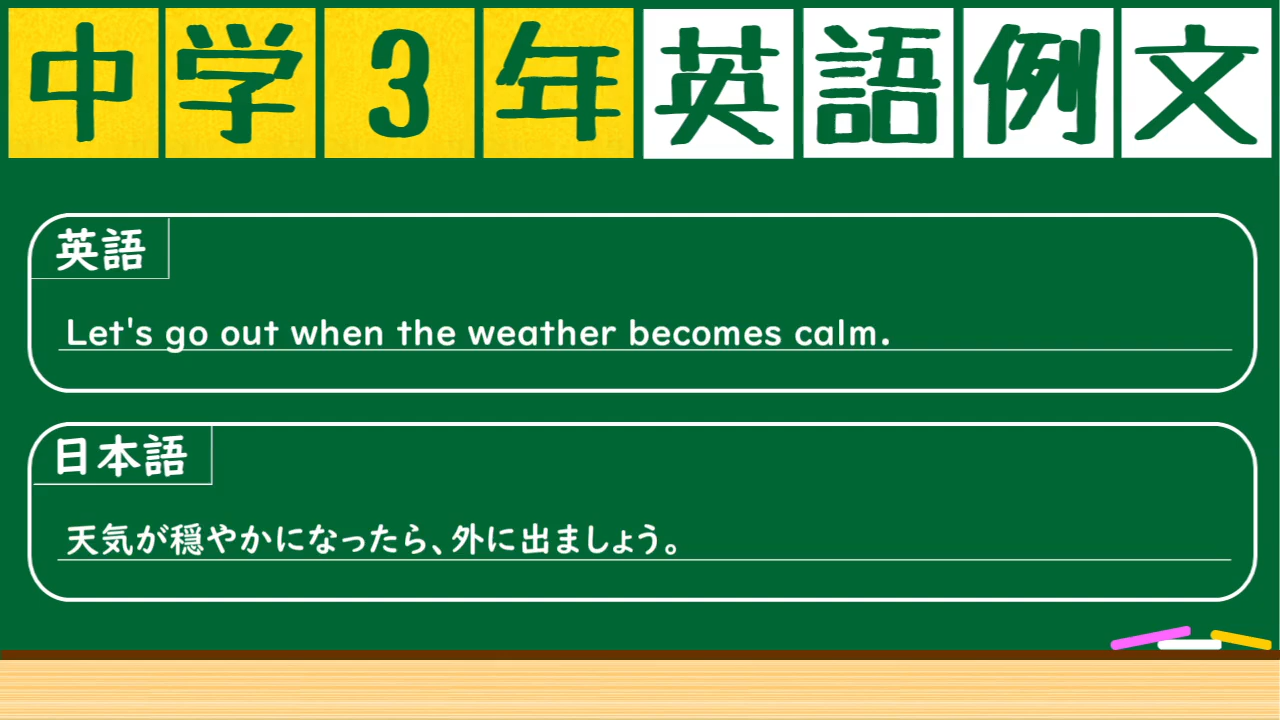 中学3年英語例文
英語
Let's go out when the weather becomes calm.
日本語
天気が穏やかになったら、外に出ましょう。